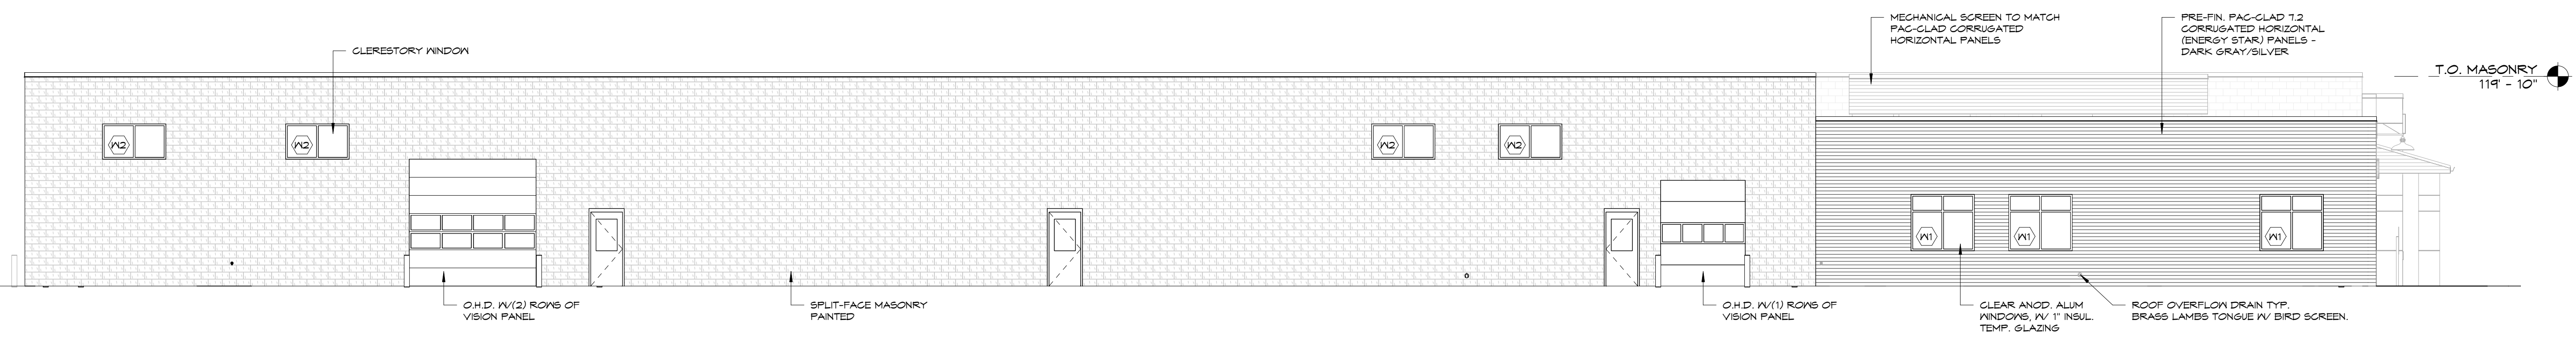 CLERESTORY WINDOW
MECHANICAL SCREEN TO MATCH
PAC-CLAD CORRUGATED
HORIZONTAL PANELS
PRE-FIN. PAC-CLAD 7.2
CORRUGATED HORIZONTAL
(ENERGY STAR) PANELS -
DARK GRAY/SILVER
T.O. MASONRY
119' - 10"
W2
W2
W2
W2
W1
W1
W1
O.H.D. W/(2) ROWS OF
VISION PANEL
SPLIT-FACE MASONRY
PAINTED
O.H.D. W/(1) ROWS OF
VISION PANEL
CLEAR ANOD. ALUM
WINDOWS, W/ 1" INSUL.
TEMP. GLAZING
ROOF OVERFLOW DRAIN TYP.
BRASS LAMBS TONGUE W/ BIRD SCREEN.